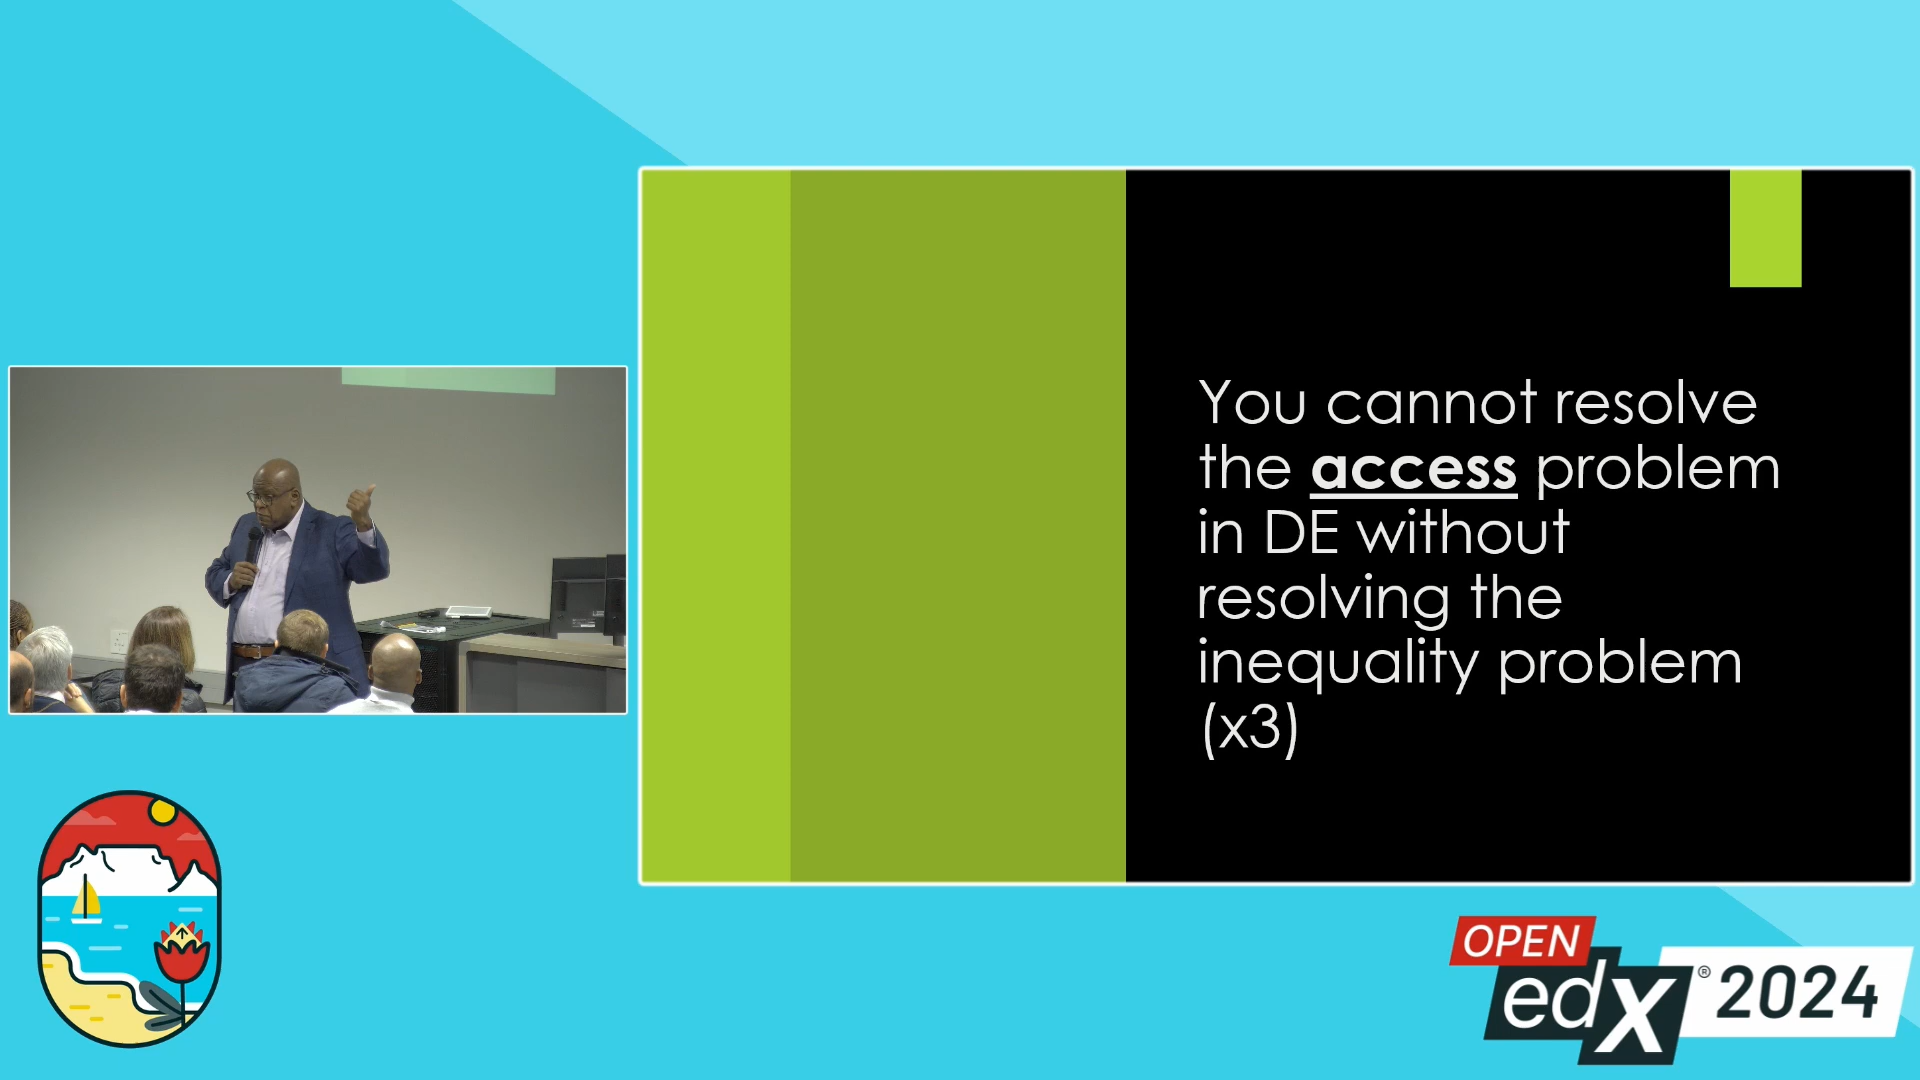 You cannot resolve
the access problem
in DE without
resolving the
inequality problem
(x3)
OPEN
edX® 2024